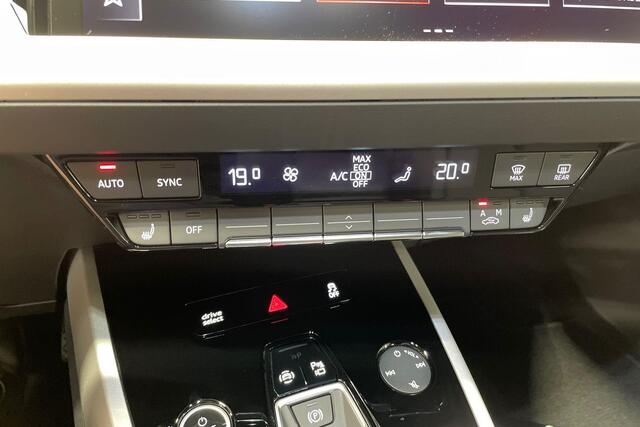 AUTO SYNC 19.0 A/C MAX ECO ON OFF 20.0 MAX REAR
OFF A M
drive select OFF
P